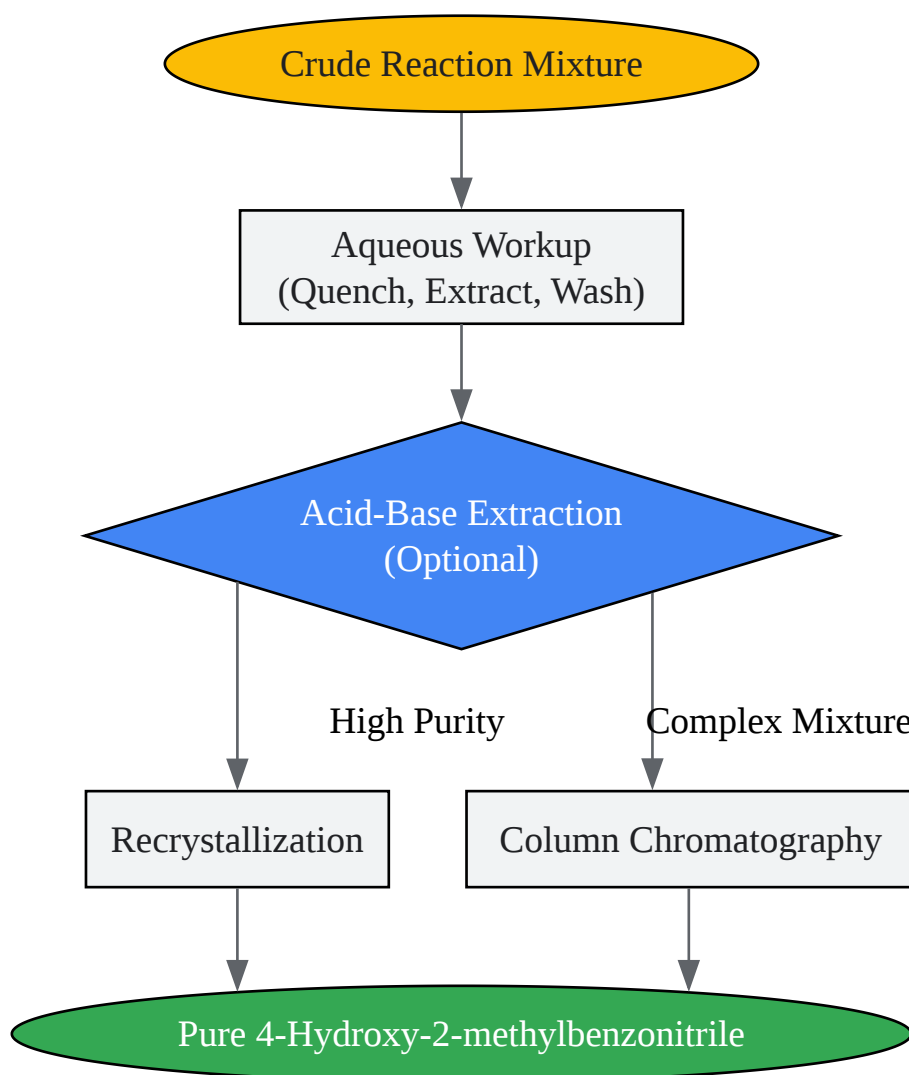 Crude Reaction Mixture
Aqueous Workup
(Quench, Extract, Wash)
Acid-Base Extraction
(Optional)
High Purity
Complex Mixture
Recrystallization
Column Chromatography
Pure 4-Hydroxy-2-methylbenzonitrile